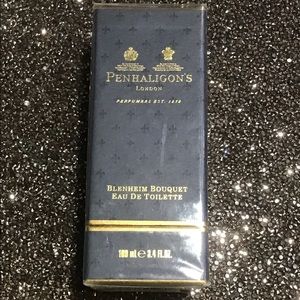 PENHALIGON'S
LONDON
PERFUMERS EST. 1870
BLENHEIM BOUQUET
EAU DE TOILETTE
100 ml ℮ 3.4 FL.OZ.